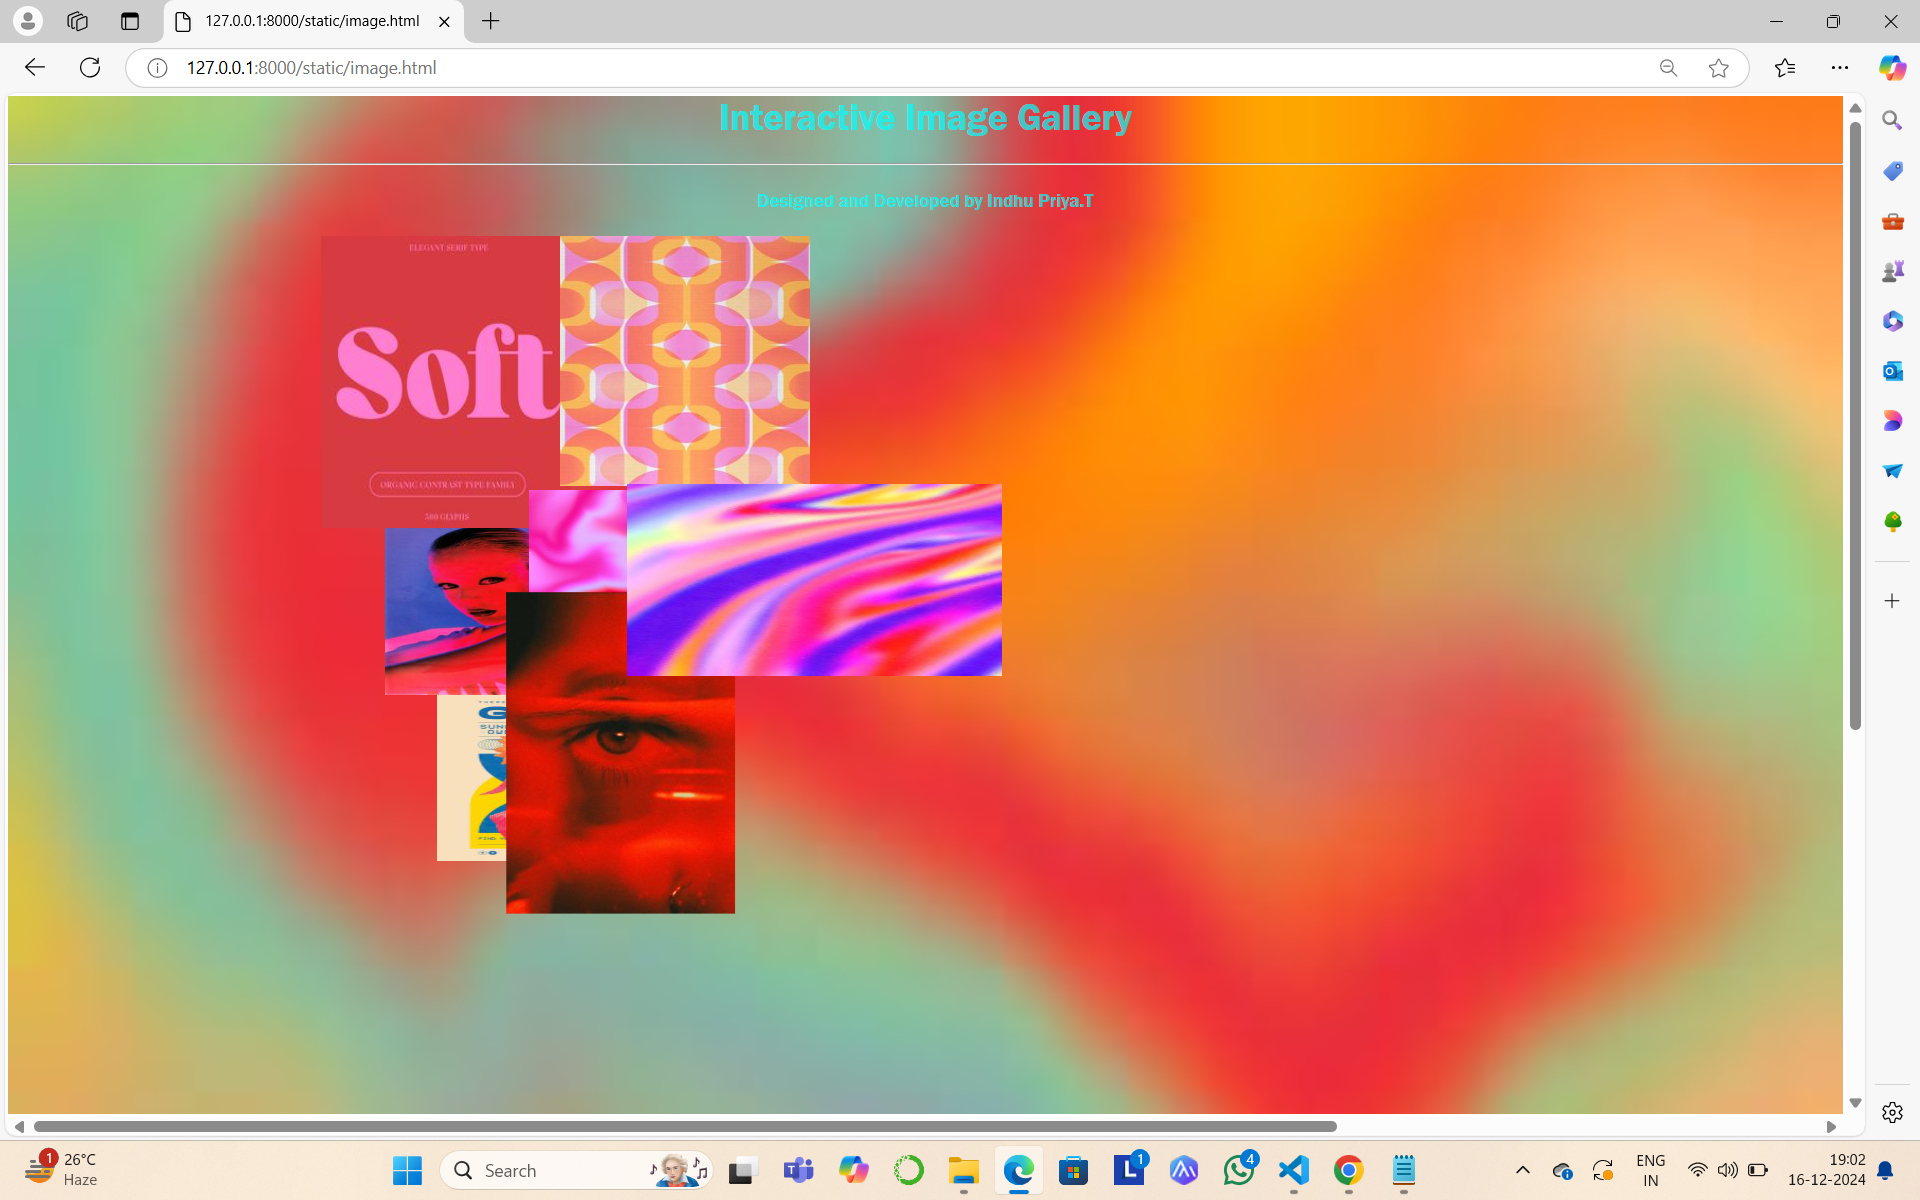 127.0.0.1:8000/static/image.html
127.0.0.1:8000/static/image.html
Interactive Image Gallery
Designed and Developed by Indhu Priya.T
ELEGANT SERIF TYPE
Soft
ORGANIC CONTRAST TYPE FAMILY
500 GLYPHS
G
SUN
1
26°C
Haze
Search
1
4
ENG
IN
19:02
16-12-2024